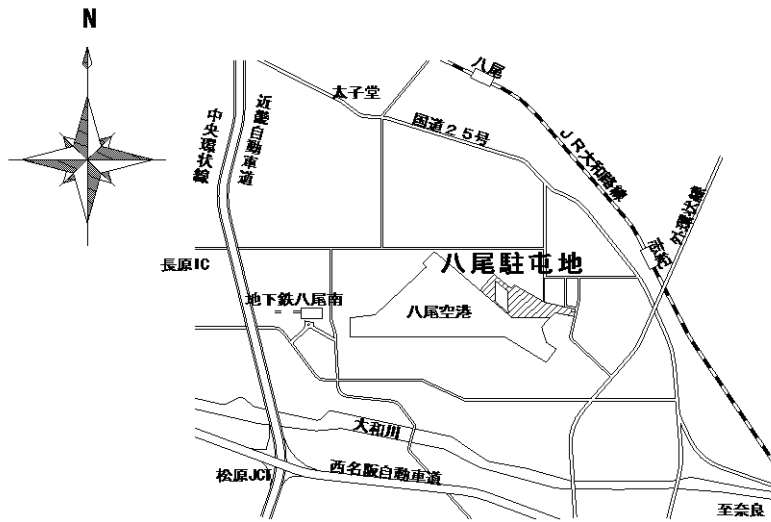 N
八尾
太子堂
国道25号
JR大和路線
近畿自動車道
中央環状線
外環状線
志紀
長原IC
八尾駐屯地
地下鉄八尾南
八尾空港
大和川
松原JCT
西名阪自動車道
至奈良